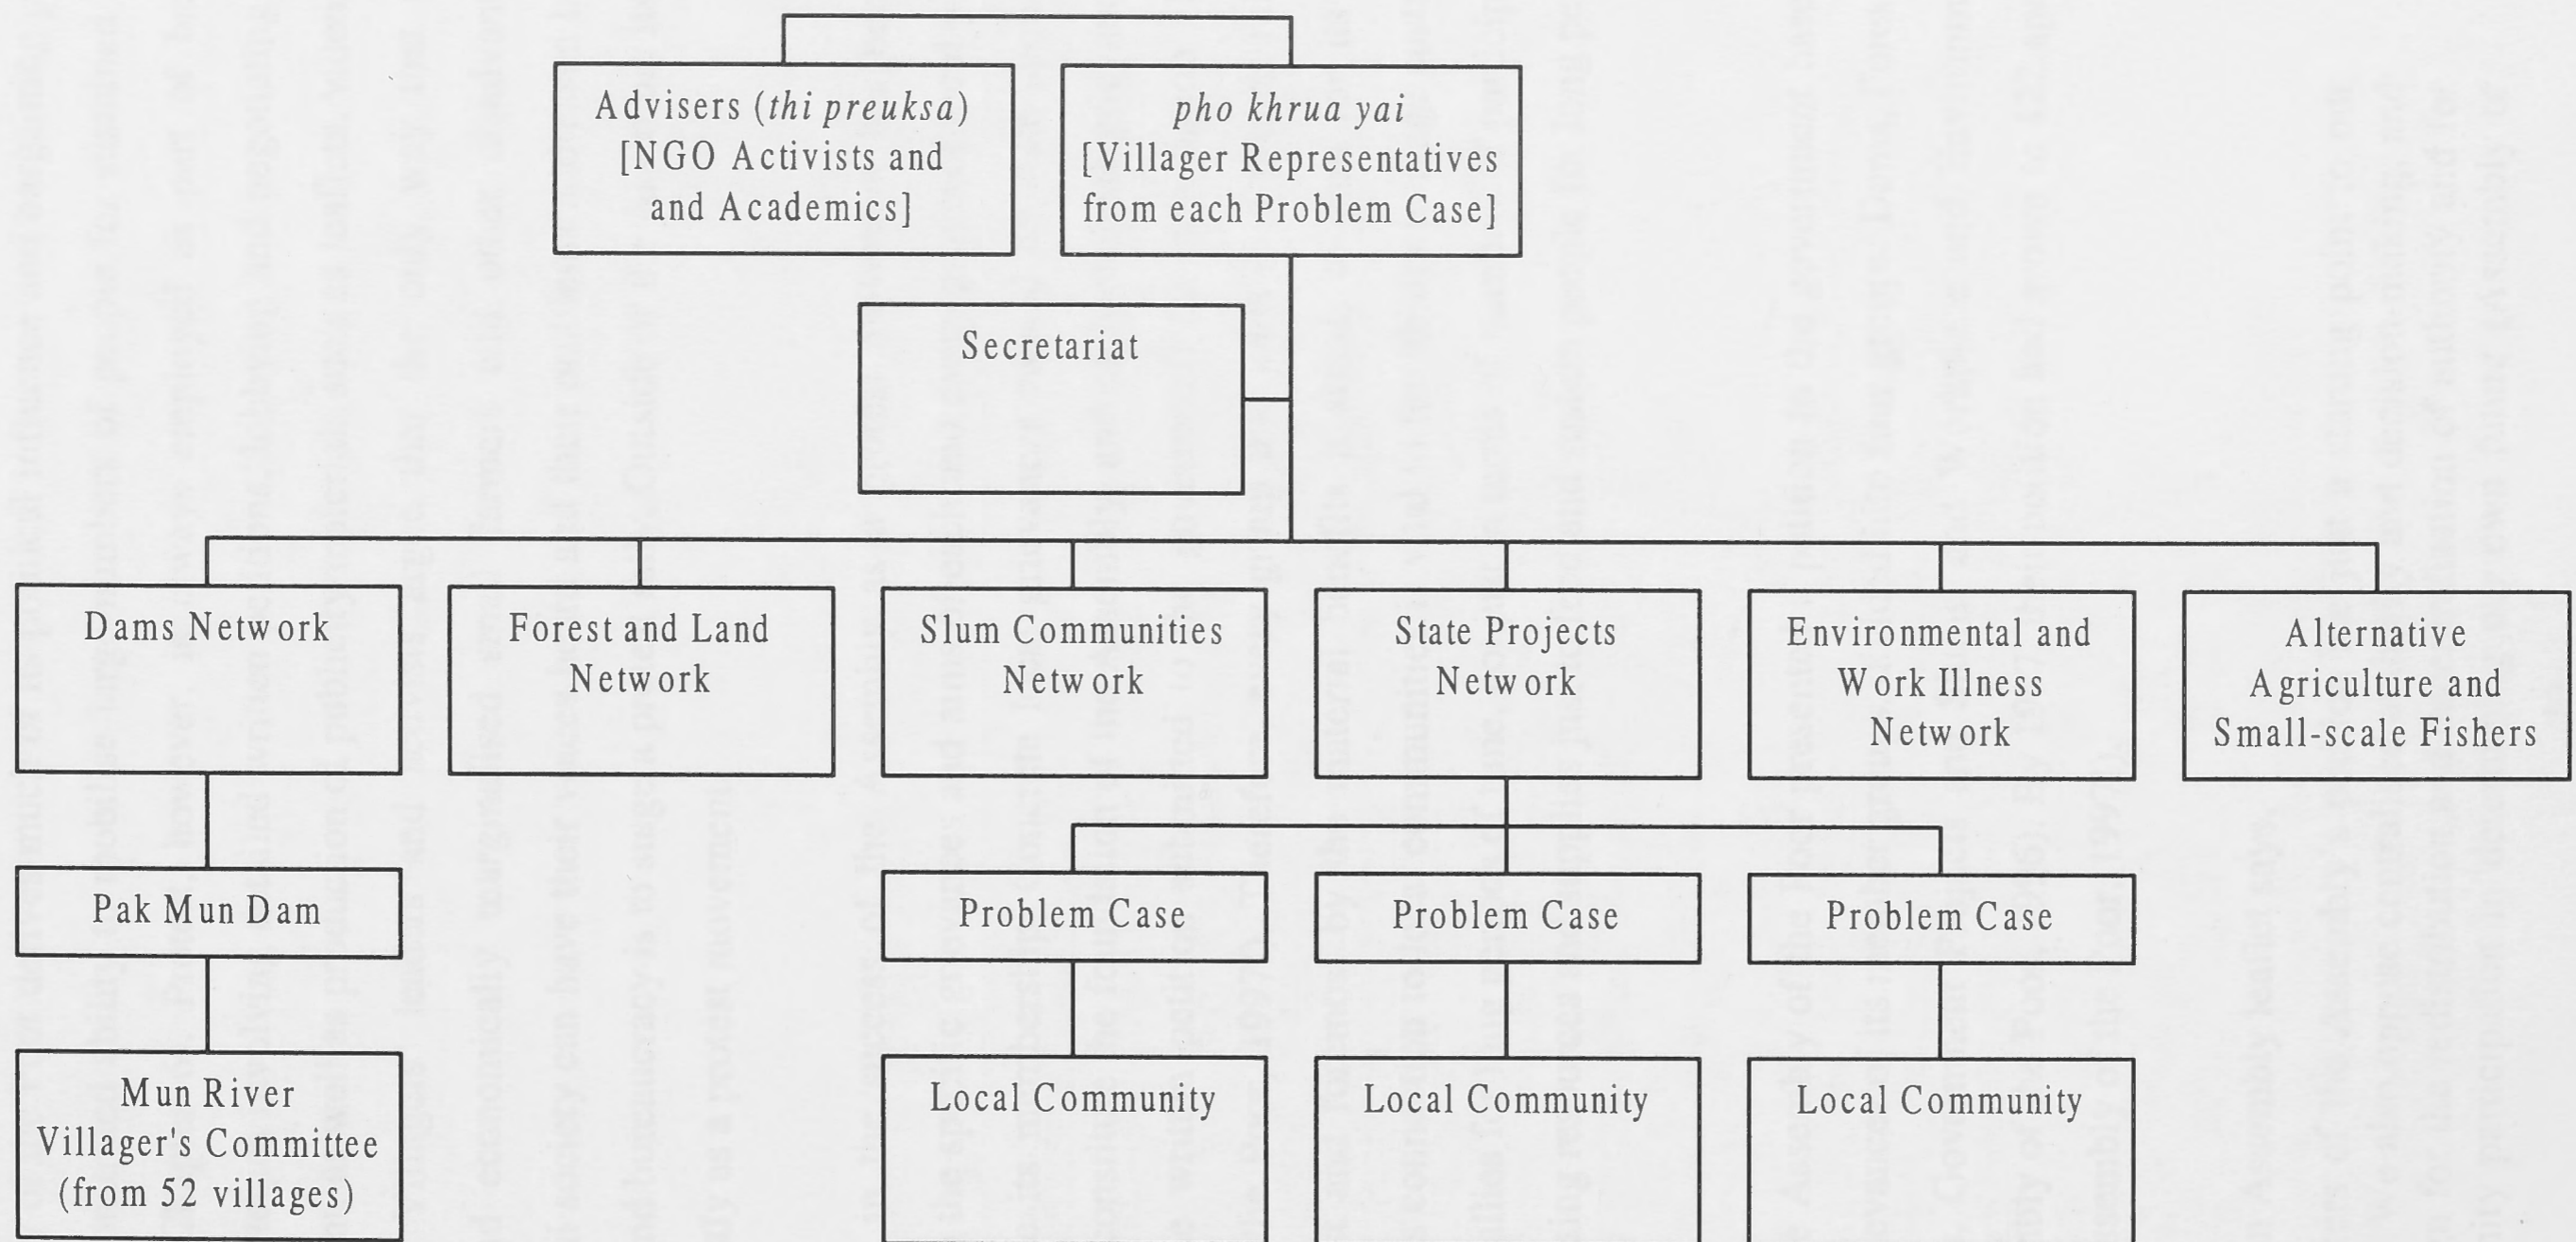 Advisers (thi preuksa)
[NGO Activists and
and Academics]
pho khrua yai
[Villager Representatives
from each Problem Case]
Secretariat
Dams Network
Forest and Land
Network
Slum Communities
Network
State Projects
Network
Environmental and
Work Illness
Network
Alternative
Agriculture and
Small-scale Fishers
Pak Mun Dam
Problem Case
Problem Case
Problem Case
Mun River
Villager's Committee
(from 52 villages)
Local Community
Local Community
Local Community